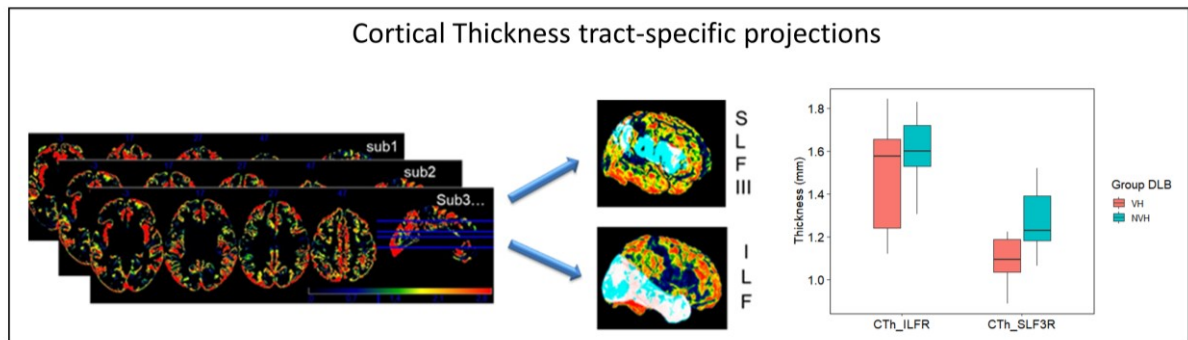 Cortical Thickness tract-specific projections
sub1
sub2
Sub3...
S
L
F
III
I
L
F
Thickness (mm)
1.8
1.6
1.4
1.2
1.0
CTh_ILFR
CTh_SLF3R
Group DLB
VH
NVH